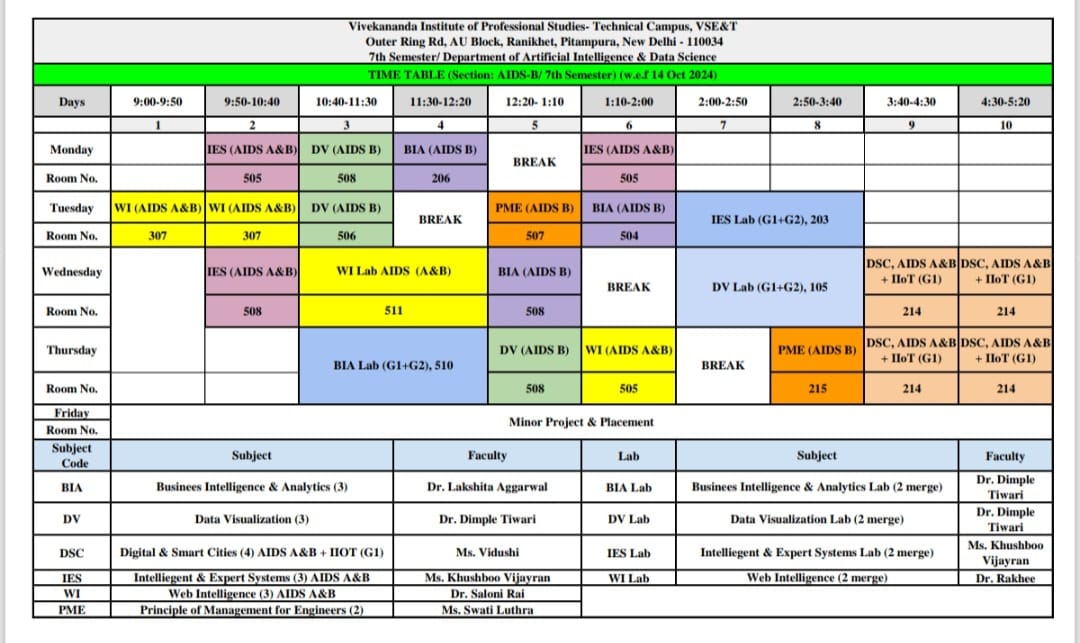 Vivekananda Institute of Professional Studies- Technical Campus, VSE&T
Outer Ring Rd, AU Block, Ranikhet, Pitampura, New Delhi - 110034
7th Semester/ Department of Artificial Intelligence & Data Science
TIME TABLE (Section: AIDS-B/ 7th Semester) (w.e.f 14 Oct 2024)
Days 9:00-9:50 9:50-10:40 10:40-11:30 11:30-12:20 12:20- 1:10 1:10-2:00 2:00-2:50 2:50-3:40 3:40-4:30 4:30-5:20
1 2 3 4 5 6 7 8 9 10
Monday IES (AIDS A&B) DV (AIDS B) BIA (AIDS B) BREAK IES (AIDS A&B)
Room No. 505 508 206 505
Tuesday WI (AIDS A&B) WI (AIDS A&B) DV (AIDS B) BREAK PME (AIDS B) BIA (AIDS B) IES Lab (G1+G2), 203
Room No. 307 307 506 507 504
Wednesday IES (AIDS A&B) WI Lab AIDS (A&B) BIA (AIDS B) BREAK DV Lab (G1+G2), 105 DSC, AIDS A&B + IIoT (G1) DSC, AIDS A&B + IIoT (G1)
Room No. 508 511 508 214 214
Thursday BIA Lab (G1+G2), 510 DV (AIDS B) WI (AIDS A&B) BREAK PME (AIDS B) DSC, AIDS A&B + IIoT (G1) DSC, AIDS A&B + IIoT (G1)
Room No. 508 505 215 214 214
Friday Minor Project & Placement
Room No.
Subject Code Subject Faculty Lab Subject Faculty
BIA Businees Intelligence & Analytics (3) Dr. Lakshita Aggarwal BIA Lab Businees Intelligence & Analytics Lab (2 merge) Dr. Dimple Tiwari
DV Data Visualization (3) Dr. Dimple Tiwari DV Lab Data Visualization Lab (2 merge) Dr. Dimple Tiwari
DSC Digital & Smart Cities (4) AIDS A&B + IIOT (G1) Ms. Vidushi IES Lab Intelliegent & Expert Systems Lab (2 merge) Ms. Khushboo Vijayran
IES Intelliegent & Expert Systems (3) AIDS A&B Ms. Khushboo Vijayran WI Lab Web Intelligence (2 merge) Dr. Rakhee
WI Web Intelligence (3) AIDS A&B Dr. Saloni Rai
PME Principle of Management for Engineers (2) Ms. Swati Luthra